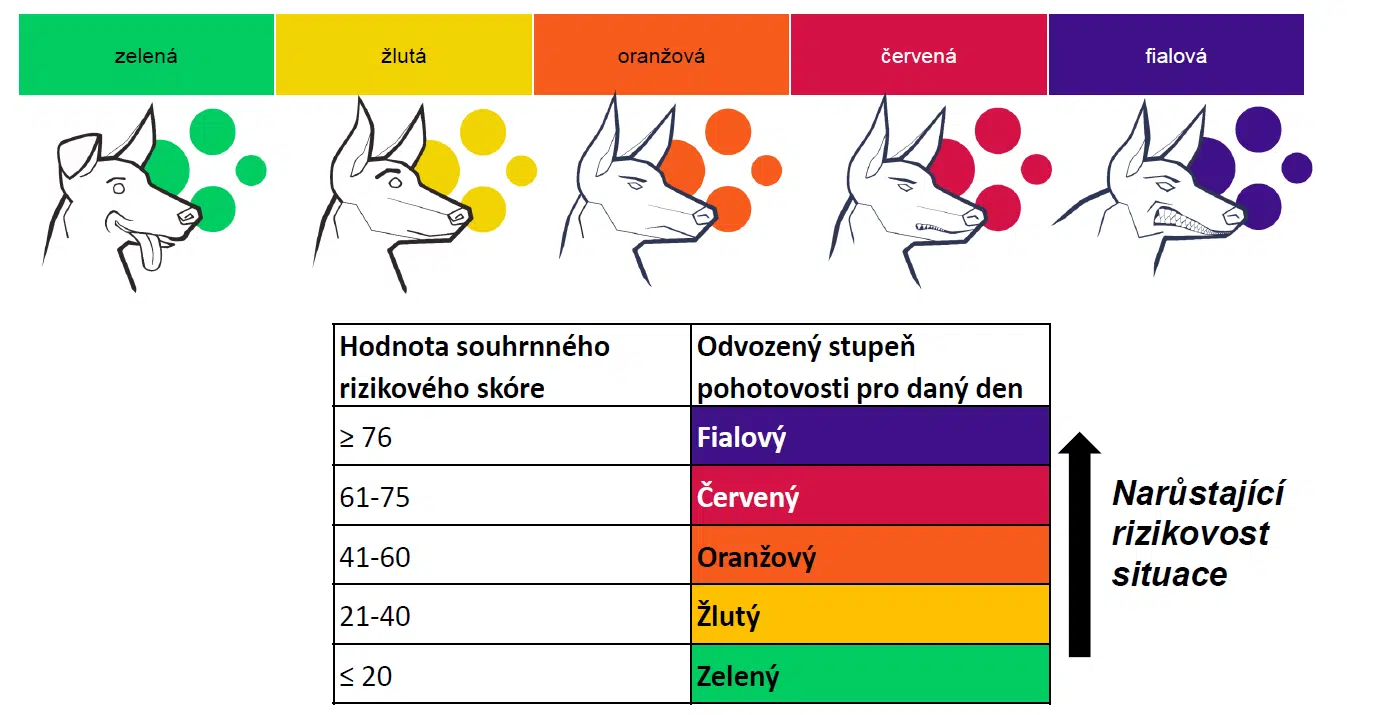 zelená
žlutá
oranžová
červená
fialová
Hodnota souhrnného
rizikového skóre
Odvozený stupeň
pohotovosti pro daný den
≥ 76
Fialový
61-75
Červený
41-60
Oranžový
21-40
Žlutý
≤ 20
Zelený
Narůstající
rizikovost
situace